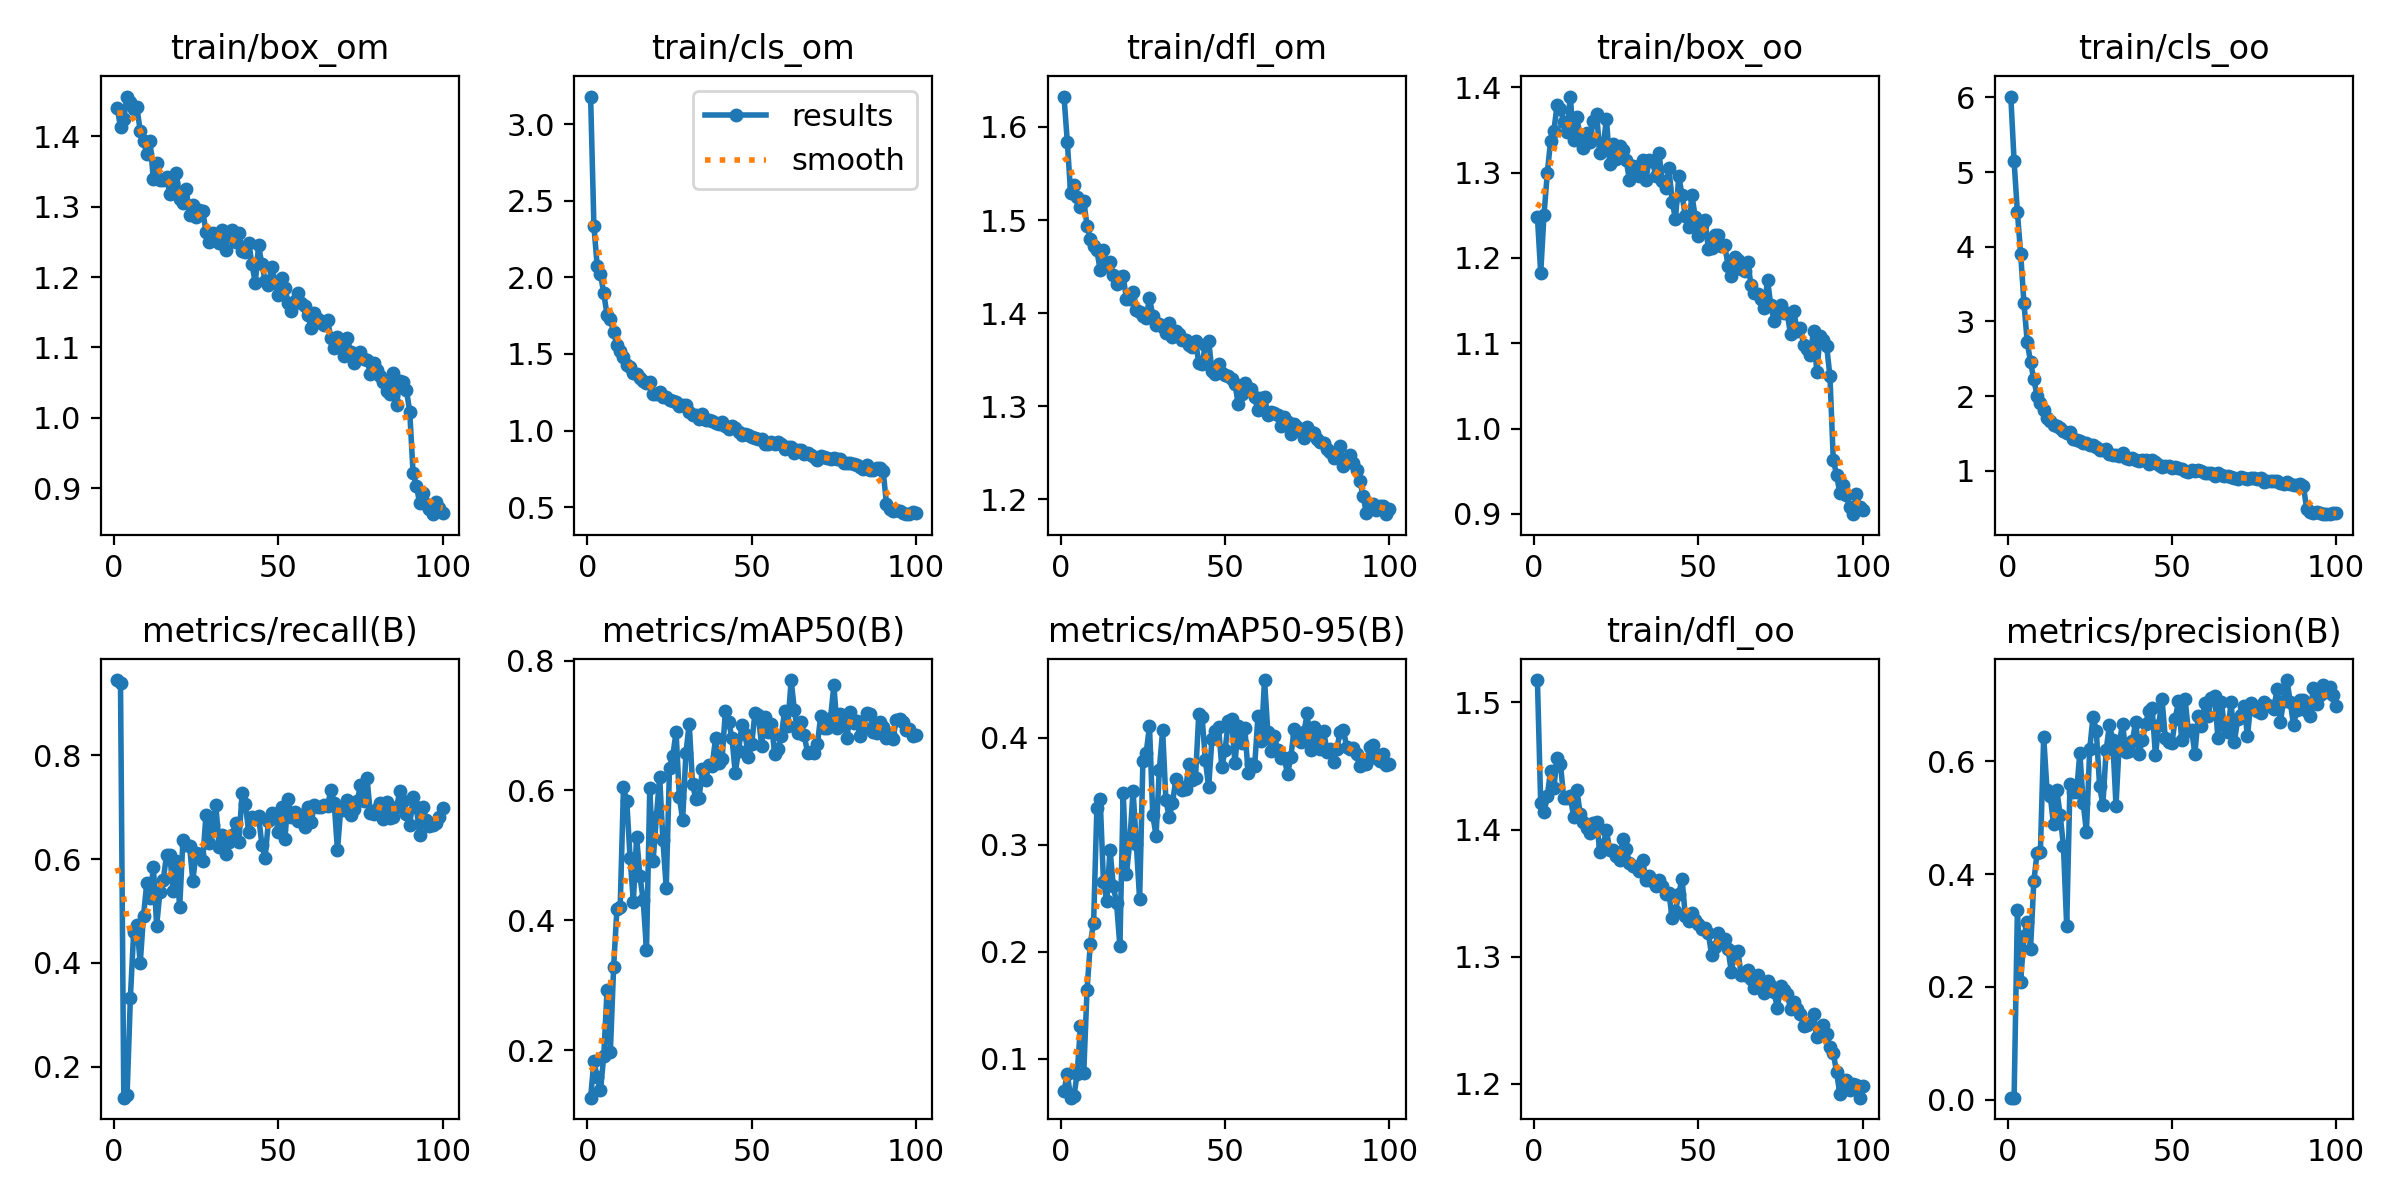 train/box_om
1.4
1.3
1.2
1.1
1.0
0.9
0 50 100
train/cls_om
results
smooth
3.0
2.5
2.0
1.5
1.0
0.5
0 50 100
train/dfl_om
1.6
1.5
1.4
1.3
1.2
0 50 100
train/box_oo
1.4
1.3
1.2
1.1
1.0
0.9
0 50 100
train/cls_oo
6
5
4
3
2
1
0 50 100
metrics/recall(B)
0.8
0.6
0.4
0.2
0 50 100
metrics/mAP50(B)
0.8
0.6
0.4
0.2
0 50 100
metrics/mAP50-95(B)
0.4
0.3
0.2
0.1
0 50 100
train/dfl_oo
1.5
1.4
1.3
1.2
0 50 100
metrics/precision(B)
0.6
0.4
0.2
0.0
0 50 100